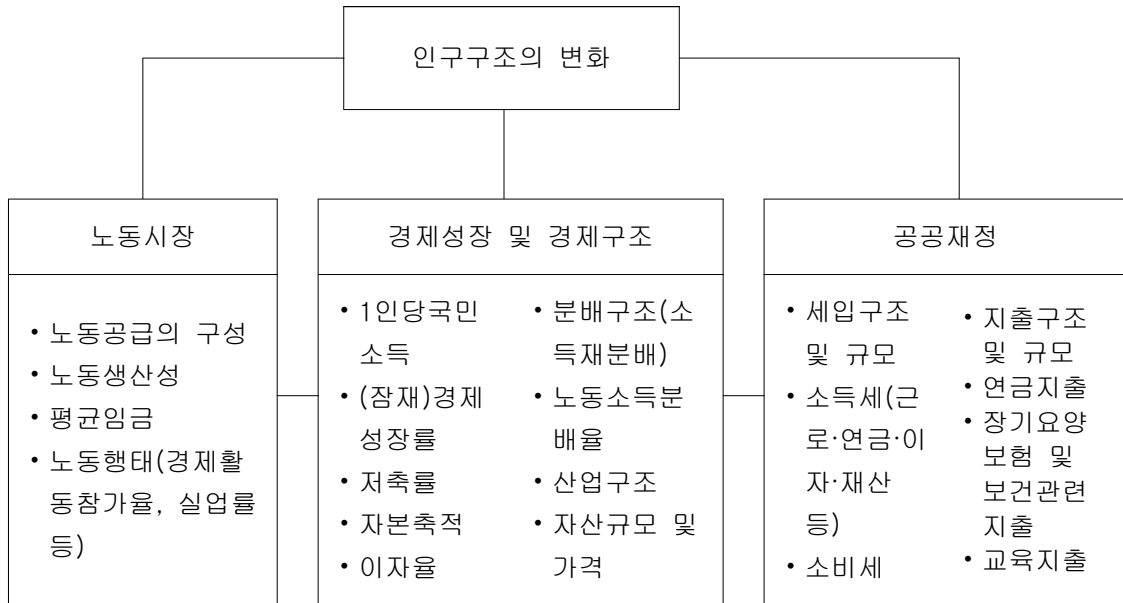 인구구조의 변화
노동시장
• 노동공급의 구성
• 노동생산성
• 평균임금
• 노동행태(경제활
동참가율, 실업률
등)
경제성장 및 경제구조
• 1인당국민
소득
• (잠재)경제
성장률
• 저축률
• 자본축적
• 이자율
• 분배구조(소
득재분배)
• 노동소득분
배율
• 산업구조
• 자산규모 및
가격
공공재정
• 세입구조
및 규모
• 소득세(근
로·연금·이
자·재산
등)
• 소비세
• 지출구조
및 규모
• 연금지출
• 장기요양
보험 및
보건관련
지출
• 교육지출